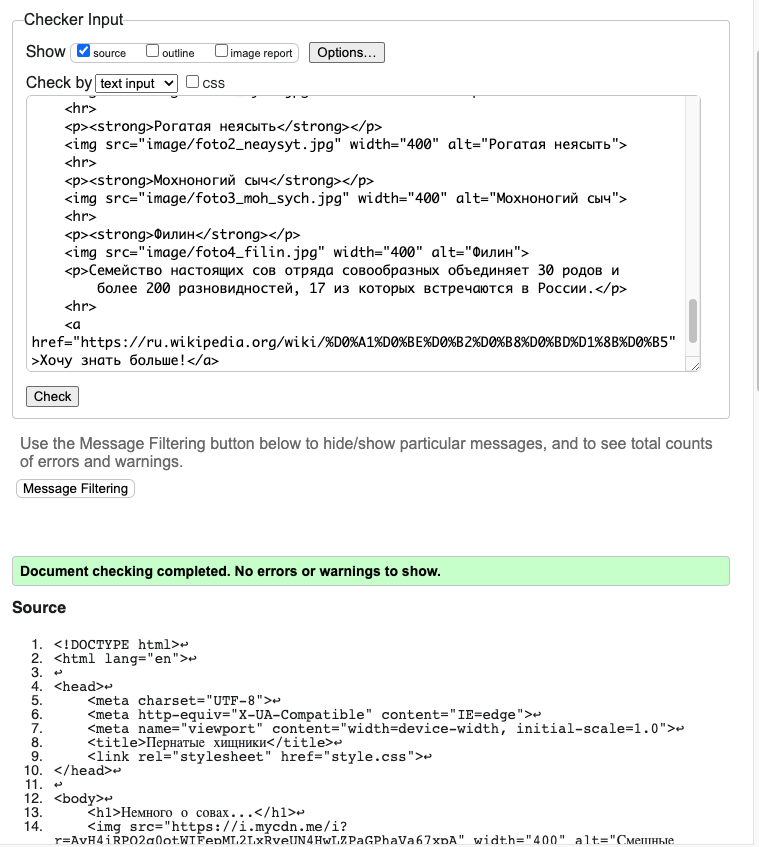 Checker Input
Show source outline image report Options...
Check by text input CSS
<hr>
<p><strong>Рогатая неясыть</strong></p>
<img src="image/foto2_neaysyt.jpg" width="400" alt="Рогатая неясыть">
<hr>
<p><strong>Мохноногий сыч</strong></p>
<img src="image/foto3_moh_sych.jpg" width="400" alt="Мохноногий сыч">
<hr>
<p><strong>Филин</strong></p>
<img src="image/foto4_filin.jpg" width="400" alt="Филин">
<p>Семейство настоящих сов отряда совообразных объединяет 30 родов и
более 200 разновидностей, 17 из которых встречаются в России.</p>
<hr>
<a
href="https://ru.wikipedia.org/wiki/%D0%A1%D0%BE%D0%B2%D0%B8%D0%BD%D1%8B%D0%B5"
>Хочу знать больше!</a>
Check
Use the Message Filtering button below to hide/show particular messages, and to see total counts
of errors and warnings.
Message Filtering
Document checking completed. No errors or warnings to show.
Source
1. <!DOCTYPE html>↩
2. <html lang="en">↩
3. ↩
4. <head>↩
5. <meta charset="UTF-8">↩
6. <meta http-equiv="X-UA-Compatible" content="IE=edge">↩
7. <meta name="viewport" content="width=device-width, initial-scale=1.0">↩
8. <title>Пернатые хищники</title>↩
9. <link rel="stylesheet" href="style.css">↩
10. </head>↩
11. ↩
12. <body>↩
13. <h1>Немного о совах...</h1>↩
14. <img src="https://i.mycdn.me/i?
width="400" alt="Смешные